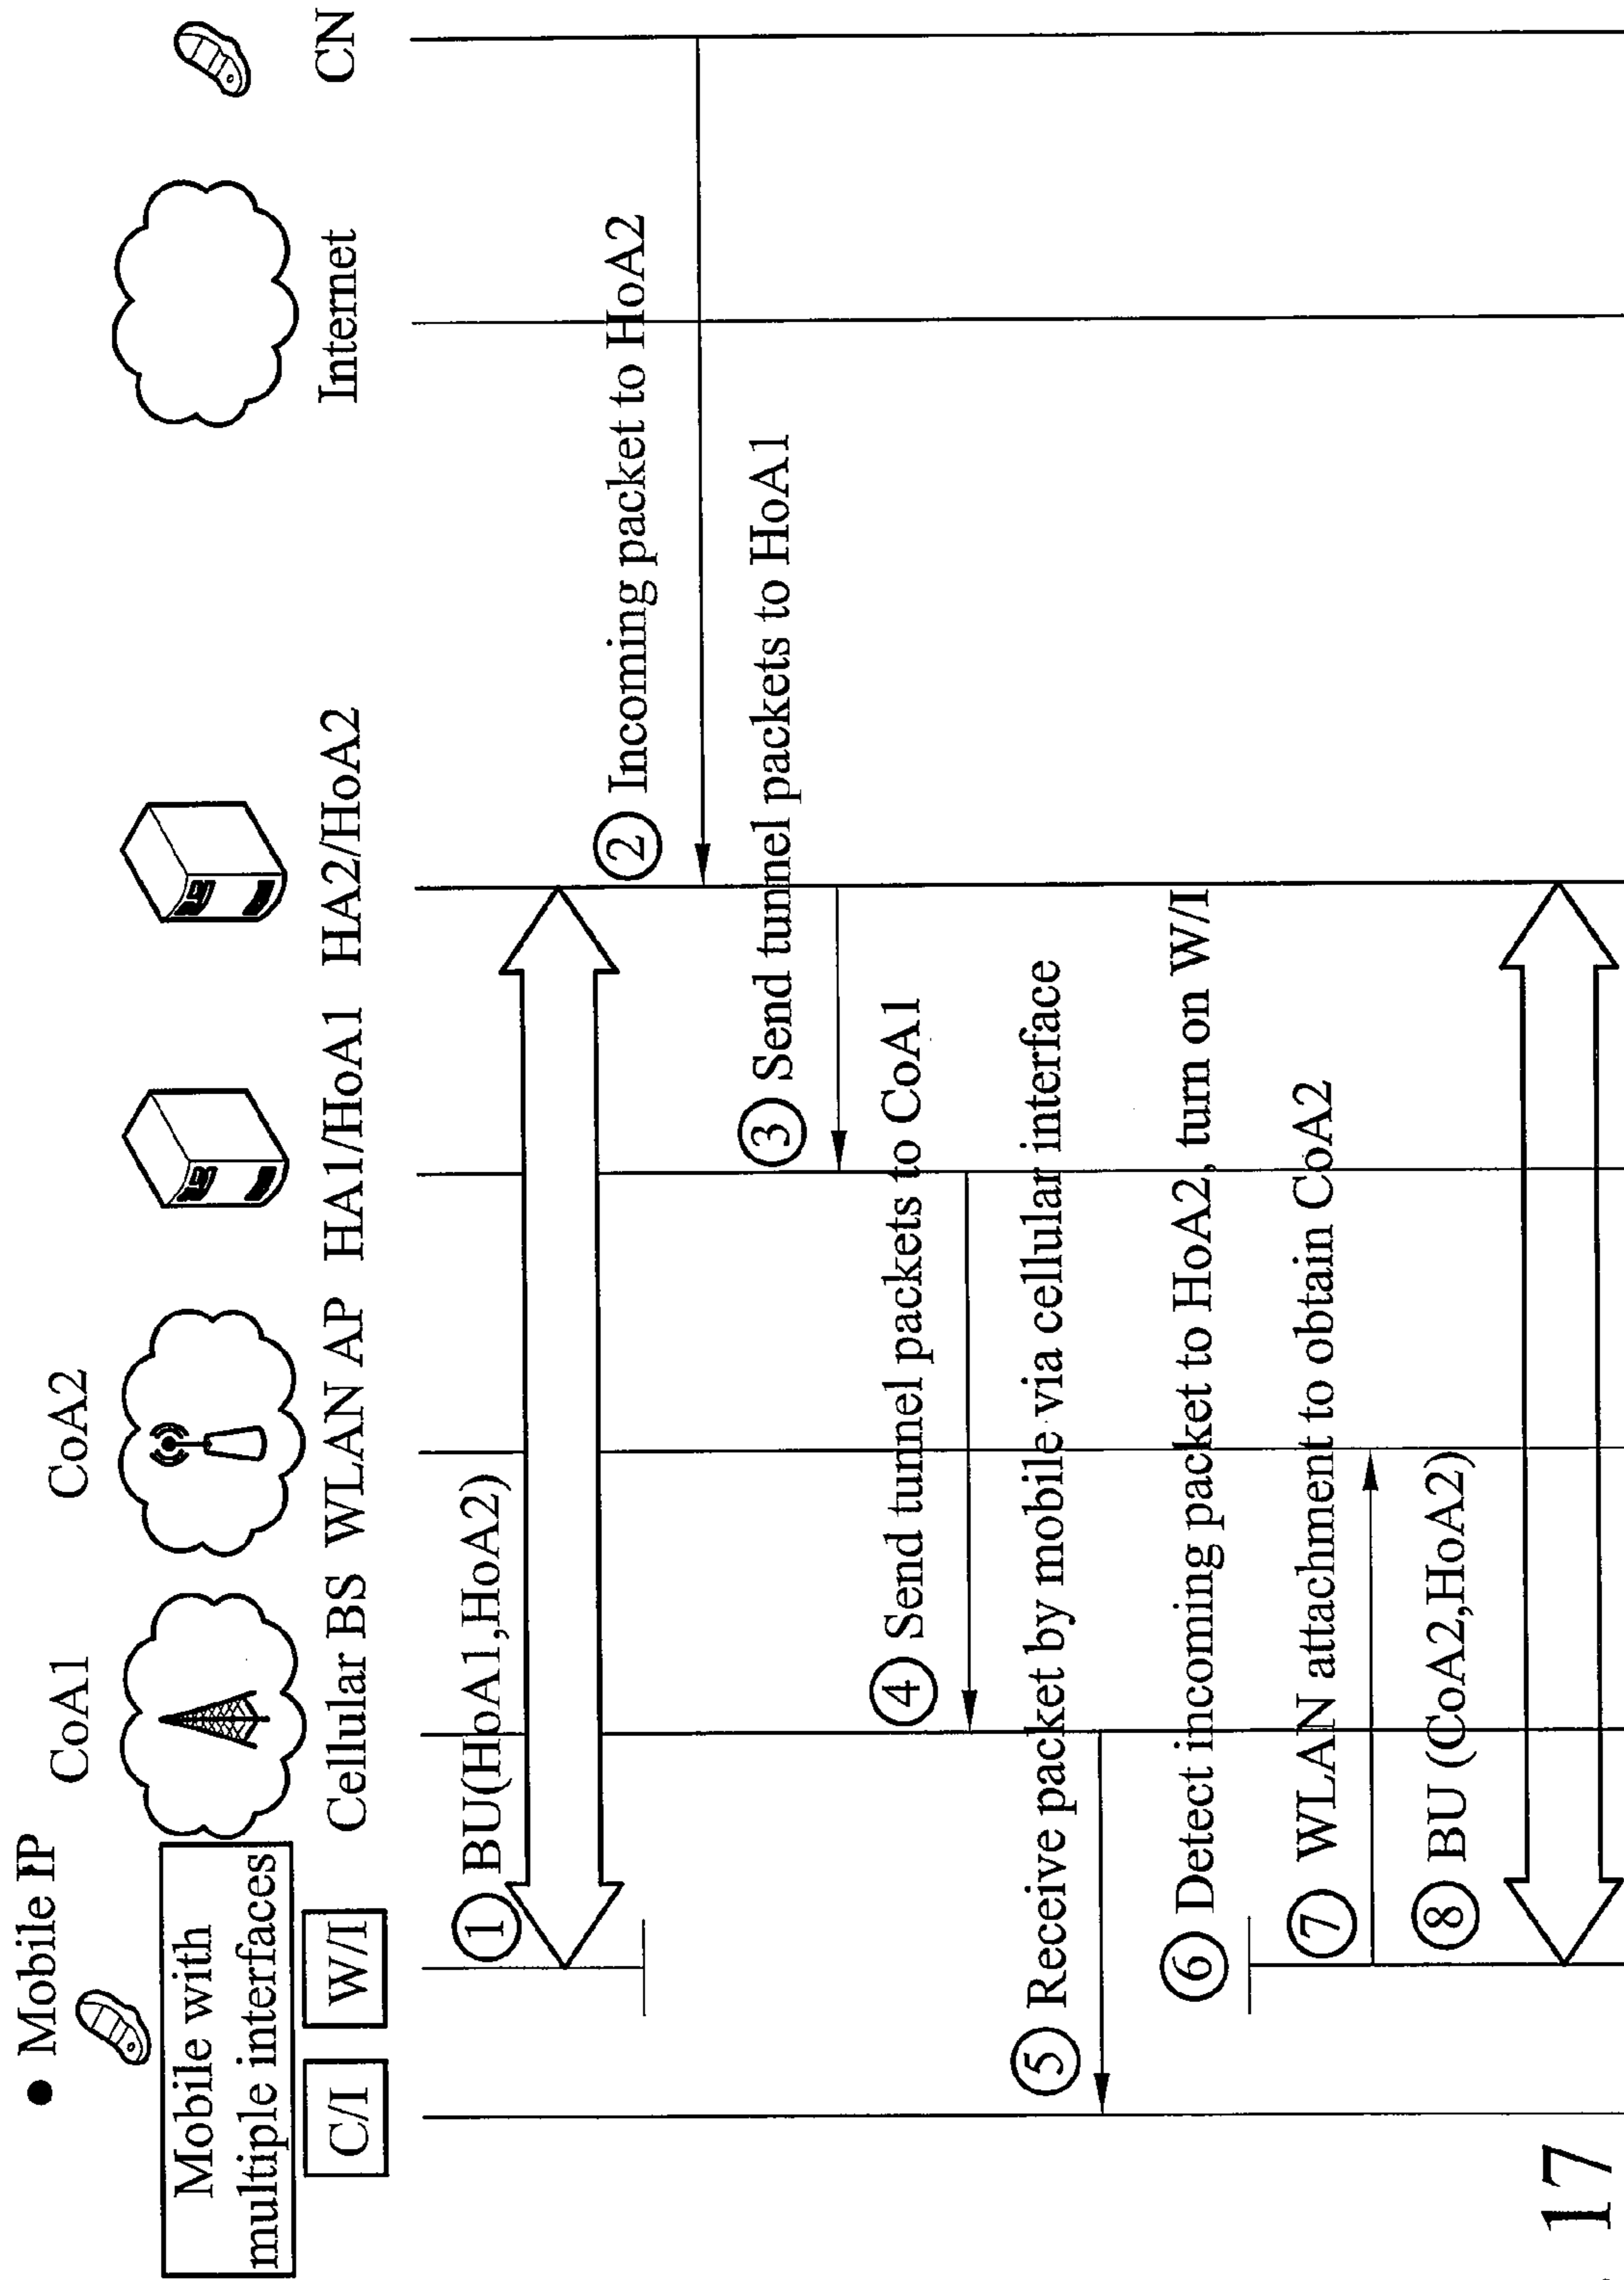 ● Mobile IP
CoA1
CoA2
Mobile with
multiple interfaces
C/I
W/I
Cellular BS
WLAN AP
HA1/HoA1
HA2/HoA2
Internet
CN
① BU(HoA1,HoA2)
② Incoming packet to HoA2
③ Send tunnel packets to HoA1
④ Send tunnel packets to CoA1
⑤ Receive packet by mobile via cellular interface
⑥ Detect incoming packet to HoA2, turn on W/I
⑦ WLAN attachment to obtain CoA2
⑧ BU (CoA2,HoA2)
17